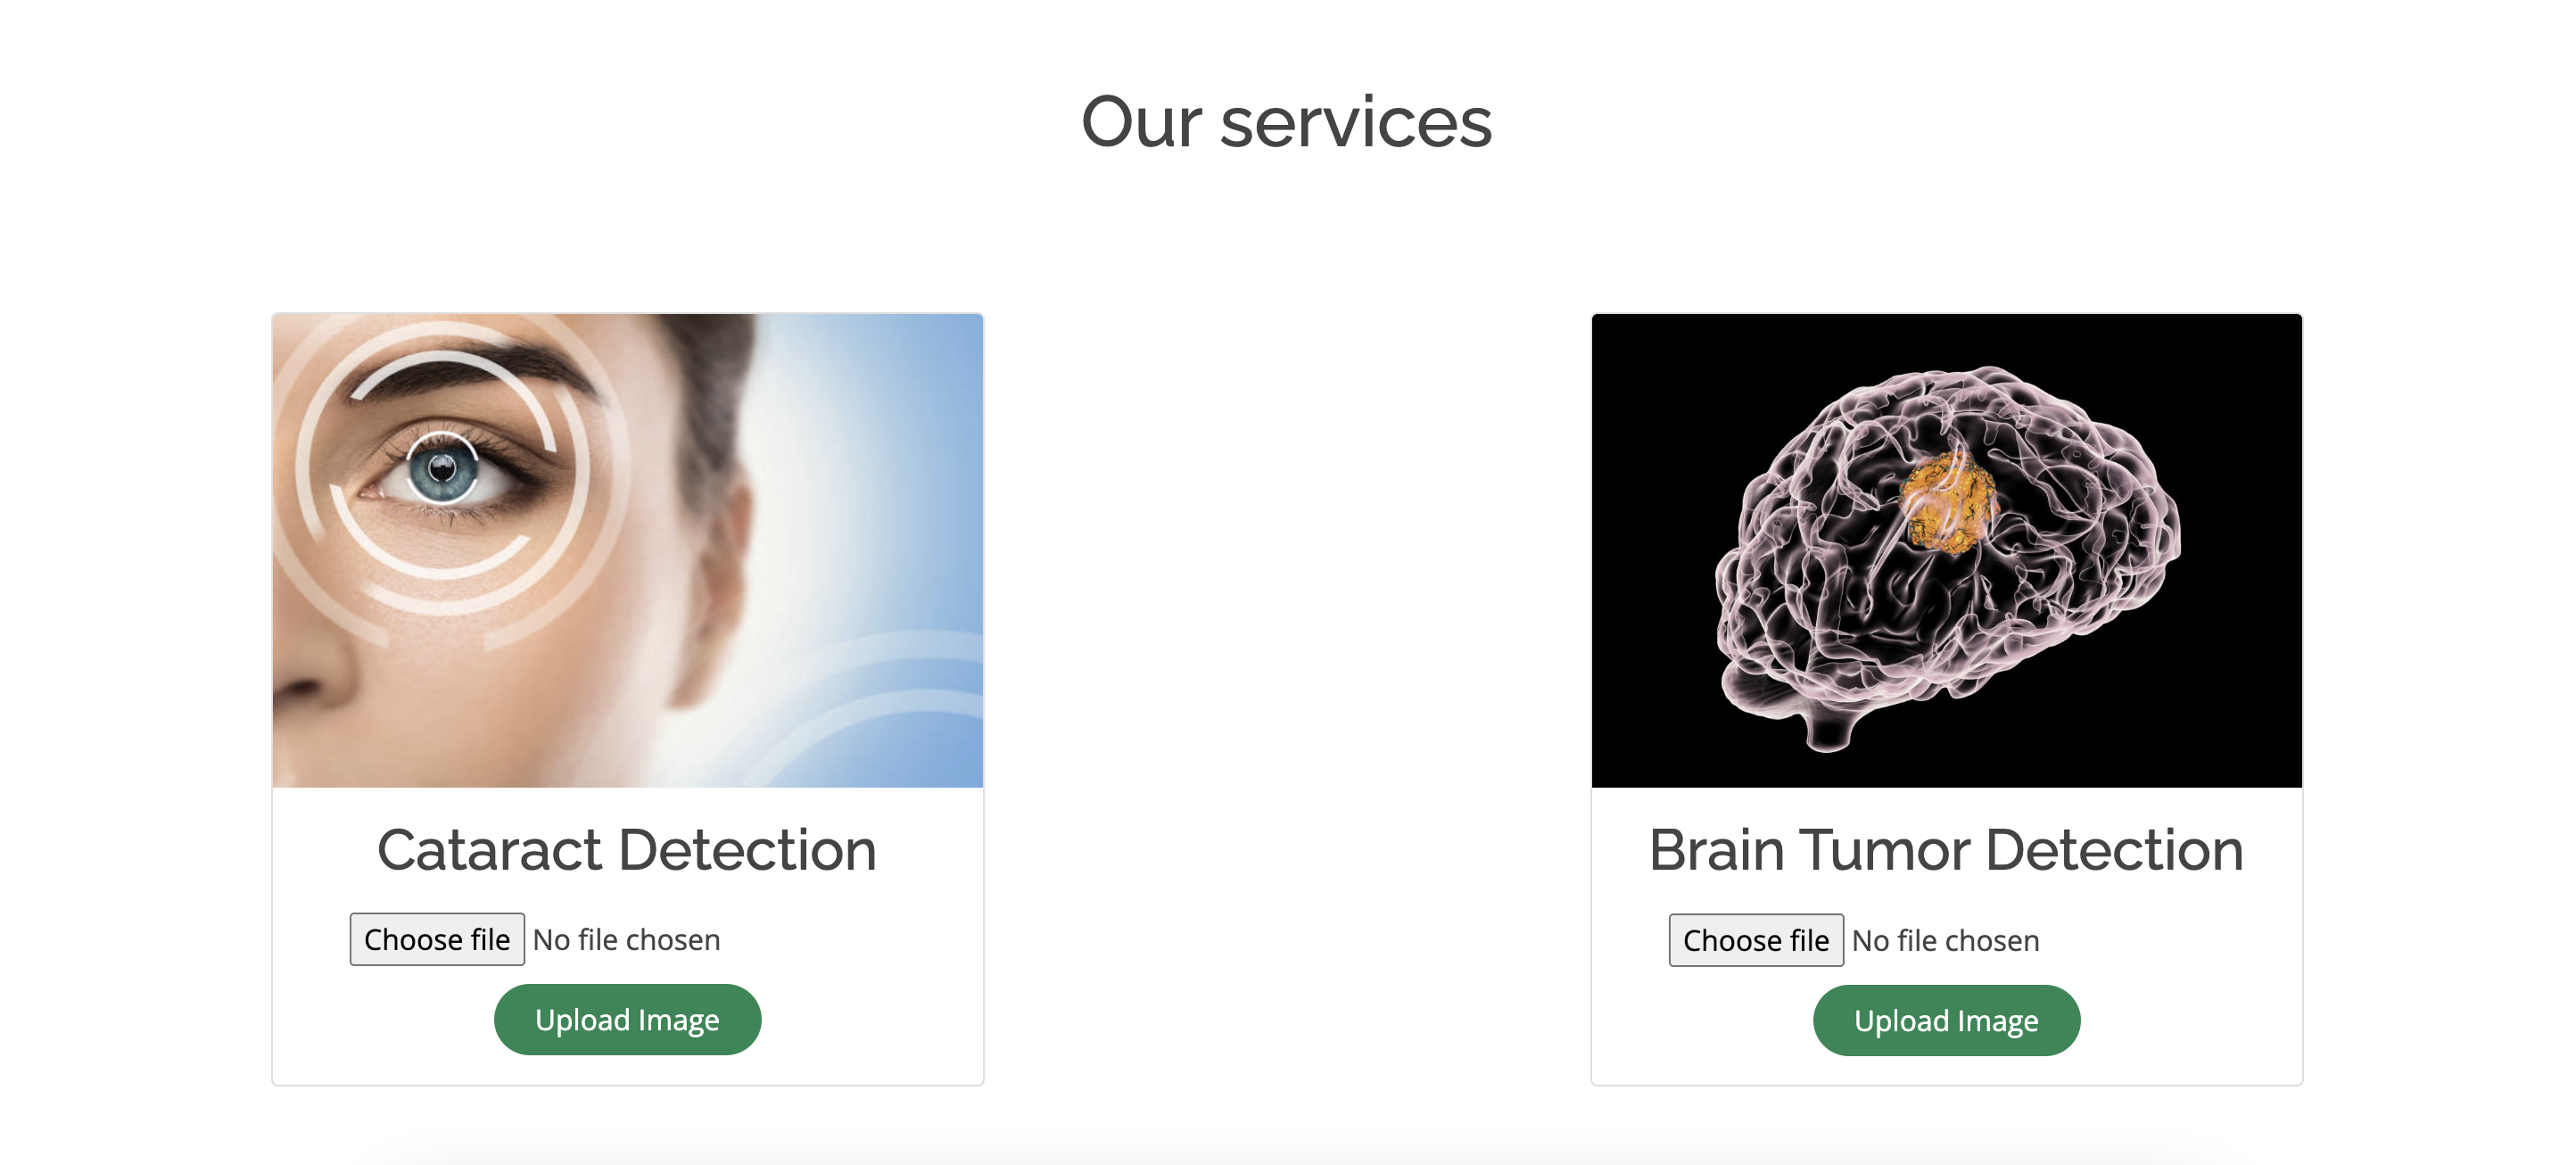 Our services
Cataract Detection
Choose file No file chosen
Upload Image
Brain Tumor Detection
Choose file No file chosen
Upload Image